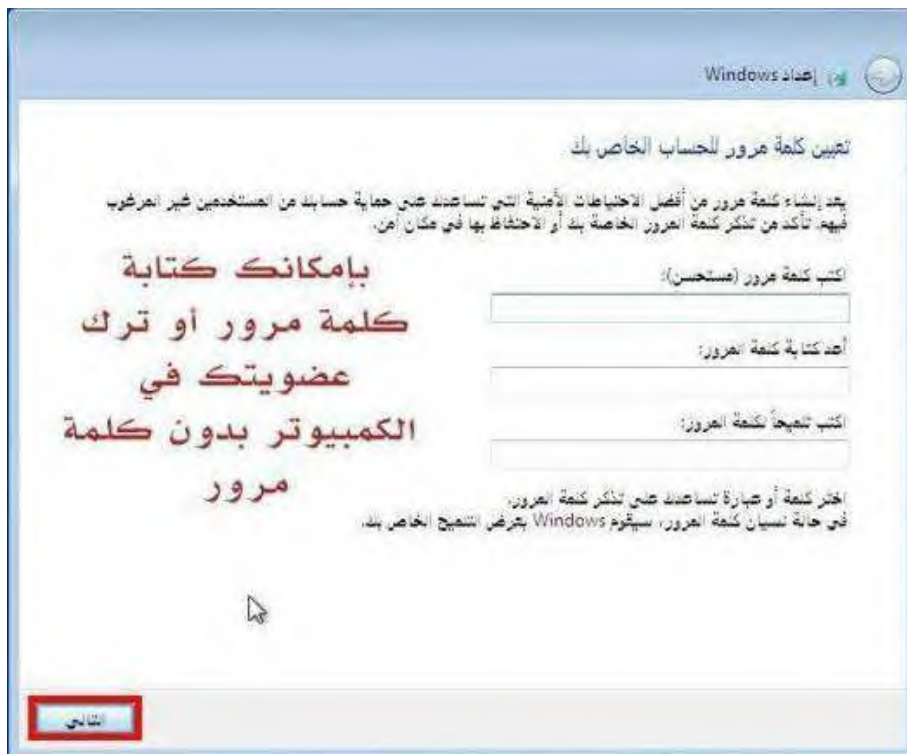 إعداد Windows
تعيين كلمة مرور للحساب الخاص بك
يعد إنشاء كلمة مرور من أفضل الاحتياطات الأمنية التي تساعدك على حماية حسابك من المستخدمين غير المرغوب
فيهم. تأكد من تذكر كلمة المرور الخاصة بك أو الاحتفاظ بها في مكان آمن.
اكتب كلمة مرور (مستحسن):
أعد كتابة كلمة المرور:
اكتب تلميحاً لكلمة المرور:
اختر كلمة أو عبارة تساعدك على تذكر كلمة المرور.
في حالة نسيان كلمة المرور، سيقوم Windows بعرض التلميح الخاص بك.
بإمكانك كتابة
كلمة مرور أو ترك
عضويتك في
الكمبيوتر بدون كلمة
مرور
التالي